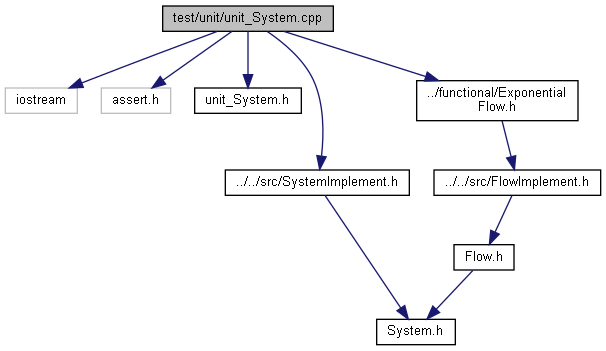 test/unit/unit_System.cpp
iostream
assert.h
unit_System.h
../functional/Exponential
Flow.h
../../src/SystemImplement.h
../../src/FlowImplement.h
Flow.h
System.h